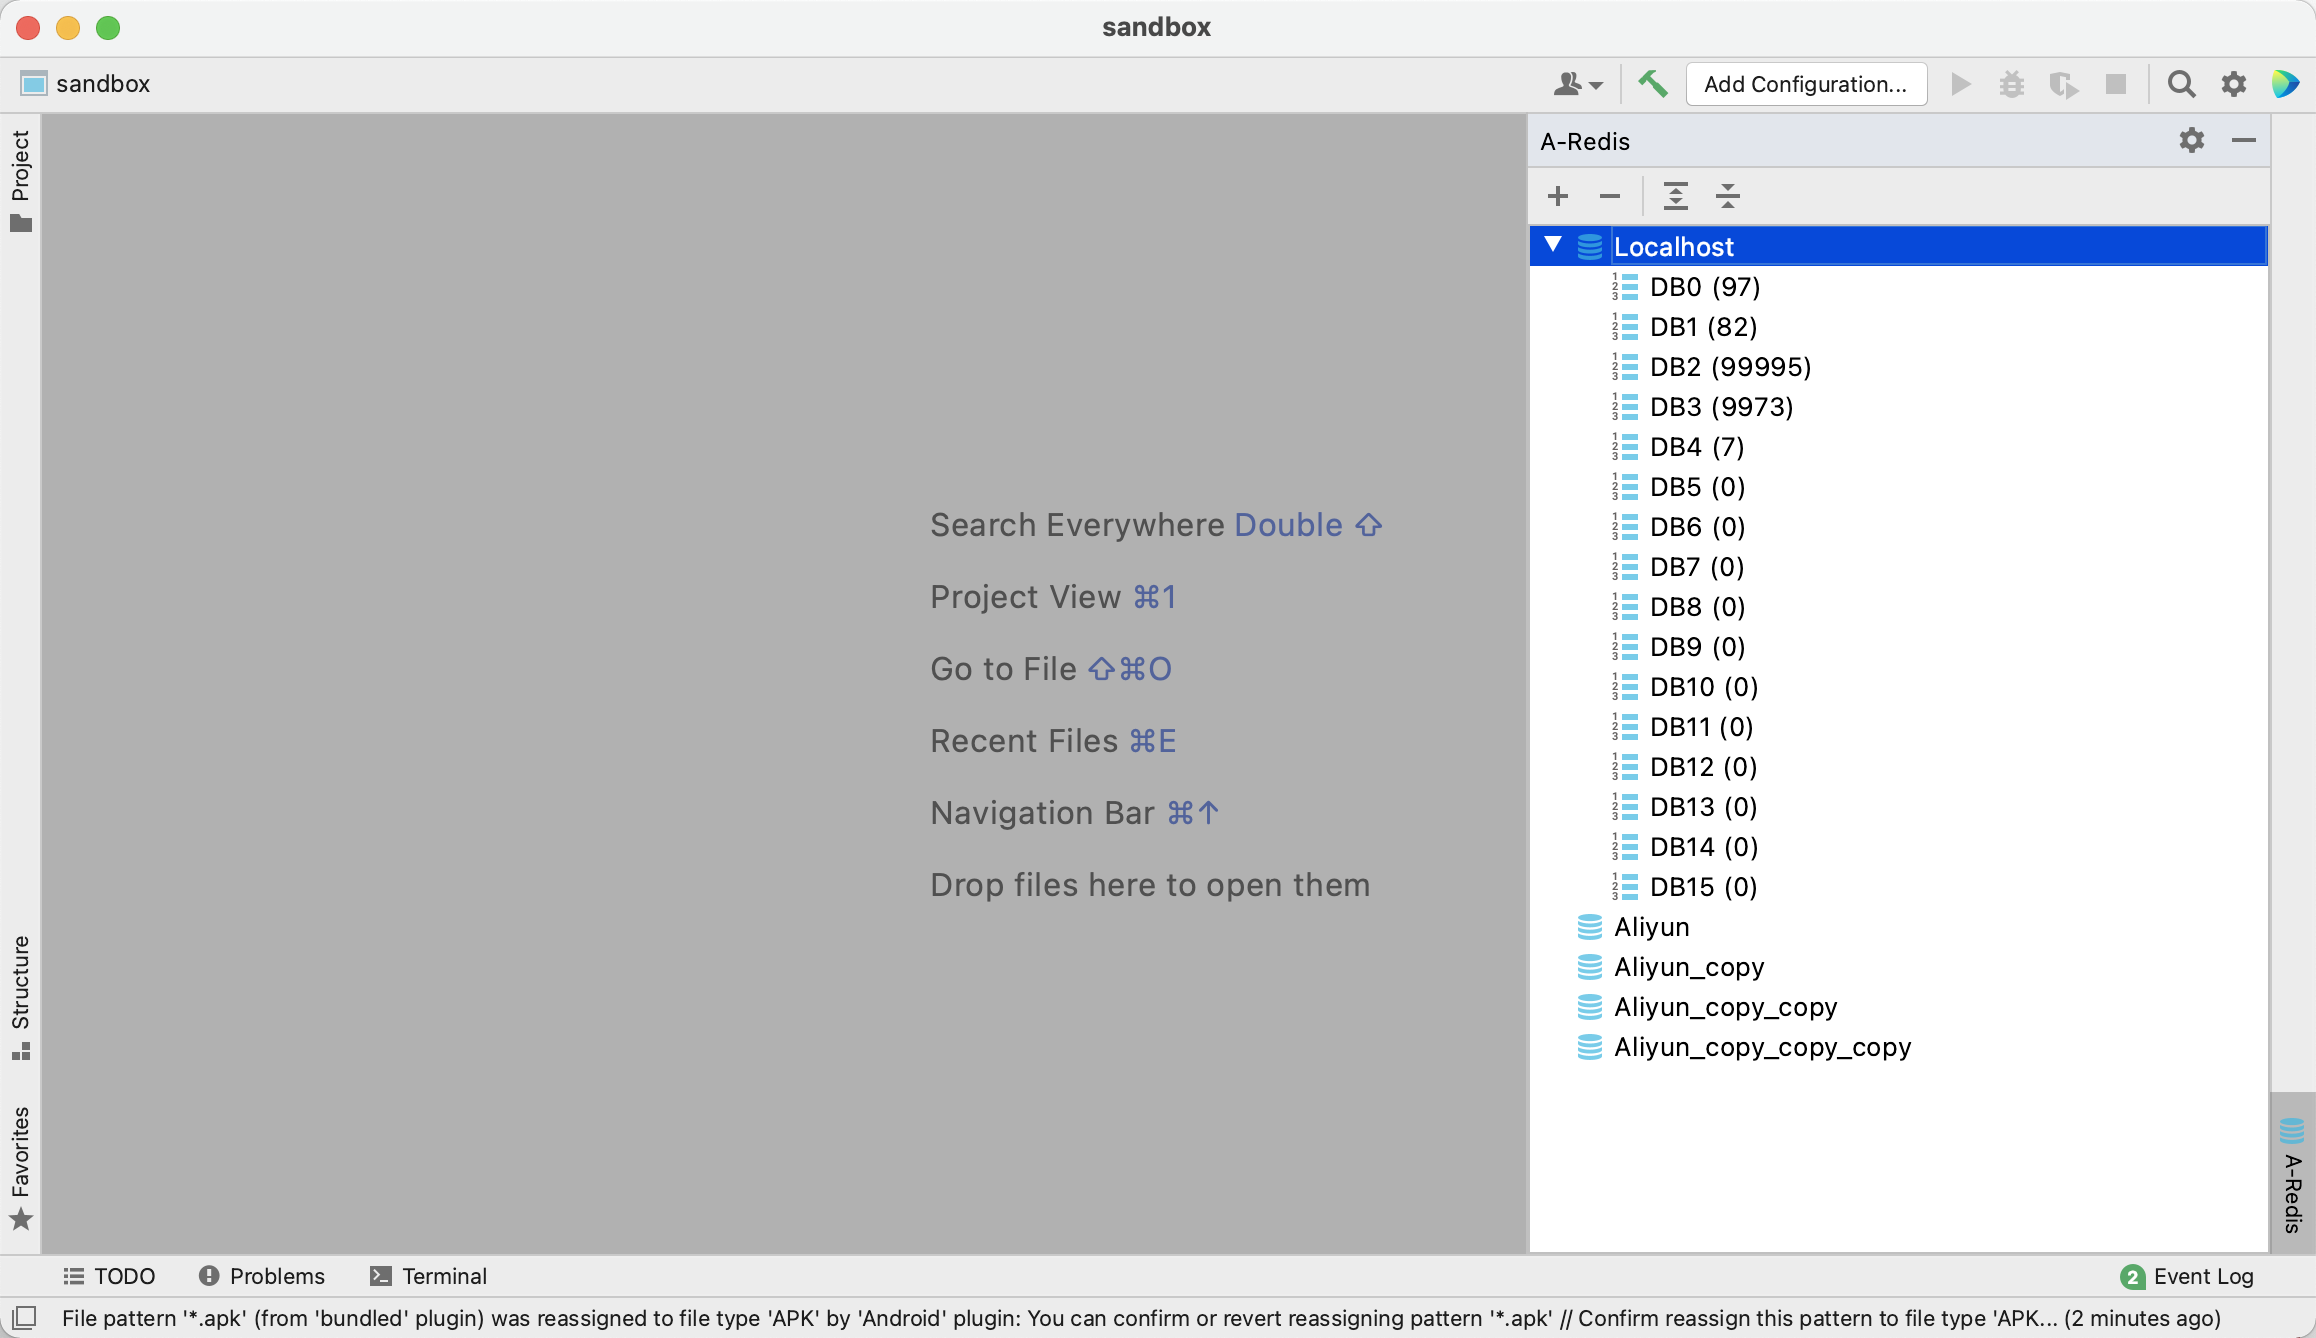 sandbox
sandbox
Add Configuration...
Project
Structure
Favorites
Search Everywhere Double ⇧
Project View ⌘1
Go to File ⇧⌘O
Recent Files ⌘E
Navigation Bar ⌘↑
Drop files here to open them
A-Redis
Localhost
DB0 (97)
DB1 (82)
DB2 (99995)
DB3 (9973)
DB4 (7)
DB5 (0)
DB6 (0)
DB7 (0)
DB8 (0)
DB9 (0)
DB10 (0)
DB11 (0)
DB12 (0)
DB13 (0)
DB14 (0)
DB15 (0)
Aliyun
Aliyun_copy
Aliyun_copy_copy
Aliyun_copy_copy_copy
A-Redis
TODO Problems Terminal 2 Event Log
File pattern '*.apk' (from 'bundled' plugin) was reassigned to file type 'APK' by 'Android' plugin: You can confirm or revert reassigning pattern '*.apk' // Confirm reassign this pattern to file type 'APK... (2 minutes ago)